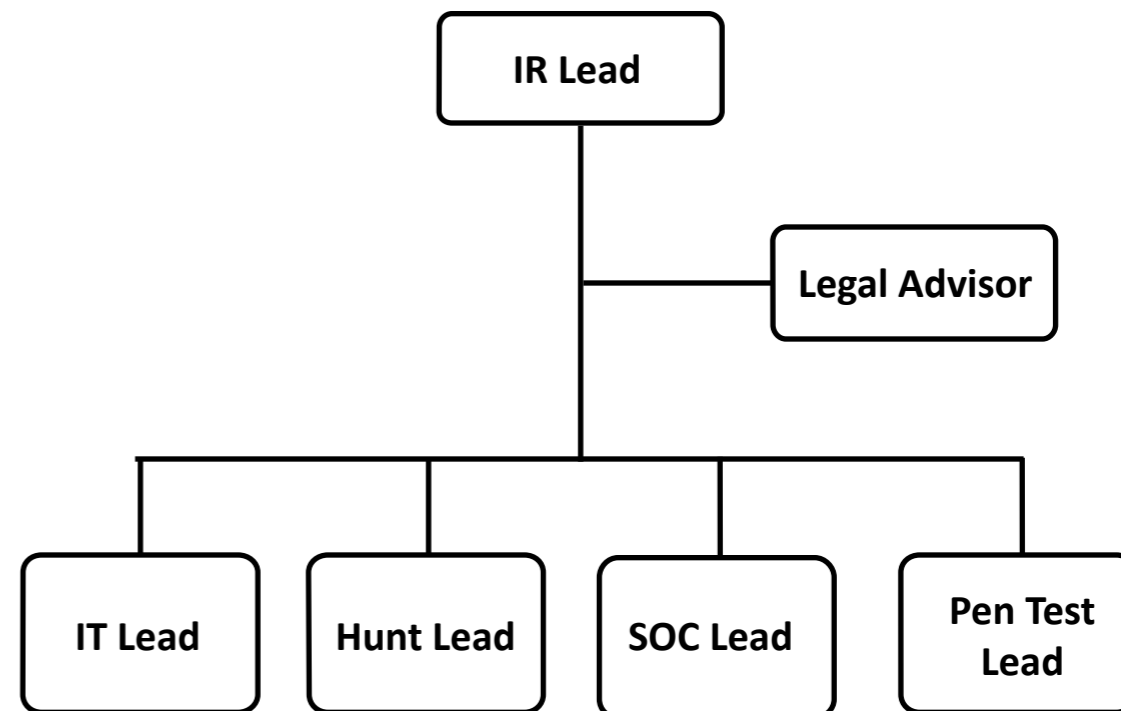 IR Lead
Legal Advisor
IT Lead
Hunt Lead
SOC Lead
Pen Test
Lead